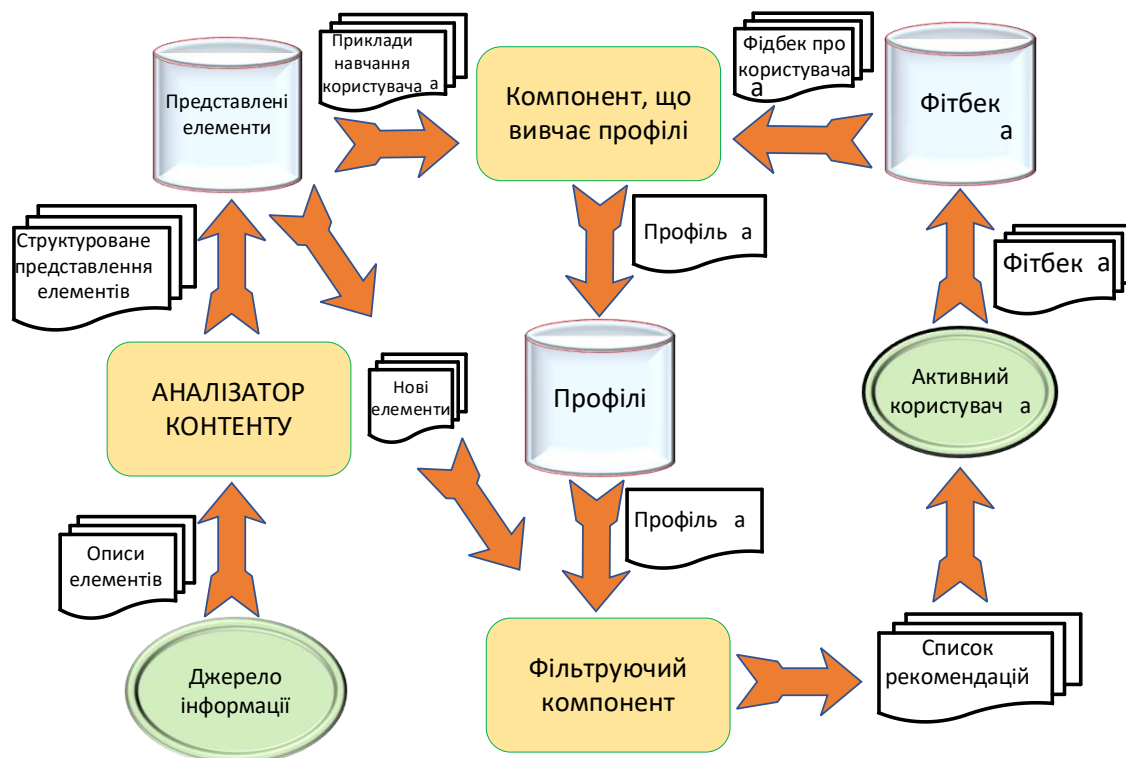 Приклади
навчання
користувача а
Фідбек про
користувача
а
Представлені
елементи
Компонент, що
вивчає профілі
Фітбек
а
Структуроване
представлення
елементів
Профіль а
Фітбек а
АНАЛІЗАТОР
КОНТЕНТУ
Нові
елементи
Профілі
Активний
користувач а
Описи
елементів
Профіль а
Джерело
інформації
Фільтруючий
компонент
Список
рекомендацій